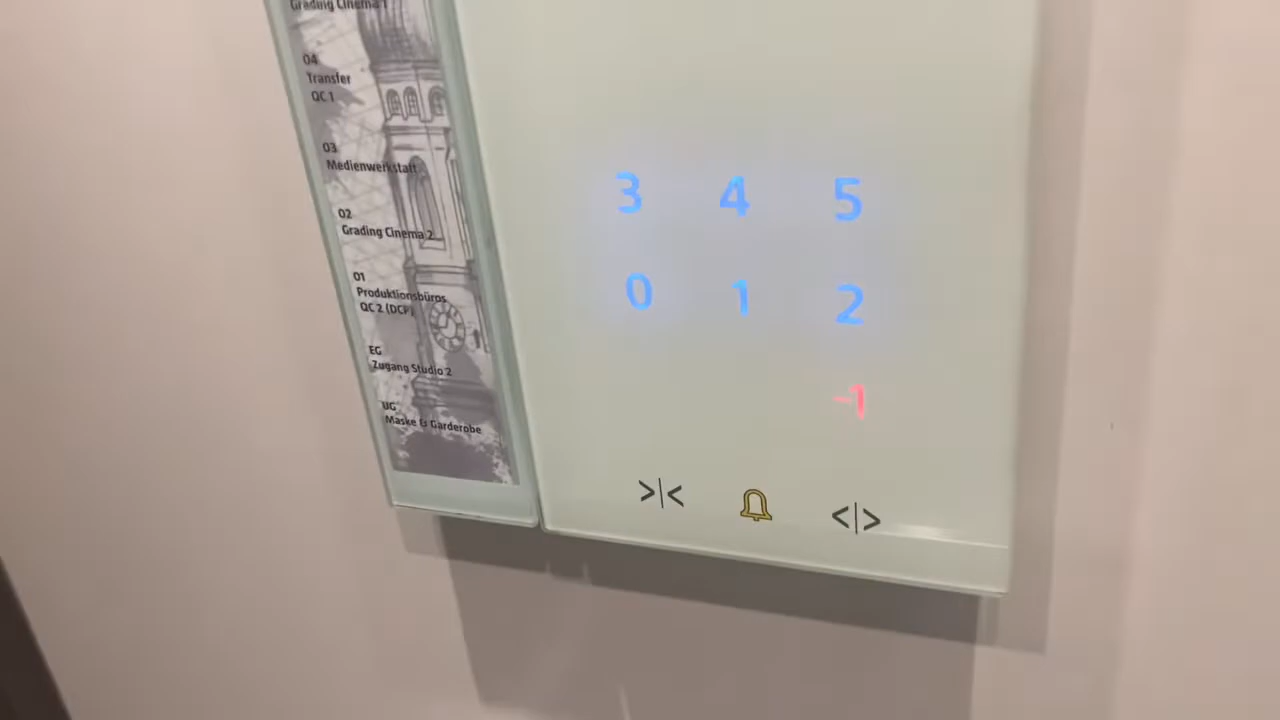 Grading Cinema 1
04
Transfer
QC 1
03
Medienwerkstatt
02
Grading Cinema 2
01
Produktionsbüros
QC 2 (DCP)
EG
Zugang Studio 2
UG
Maske & Garderobe
3 4 5
0 1 2
-1
>|< <|>